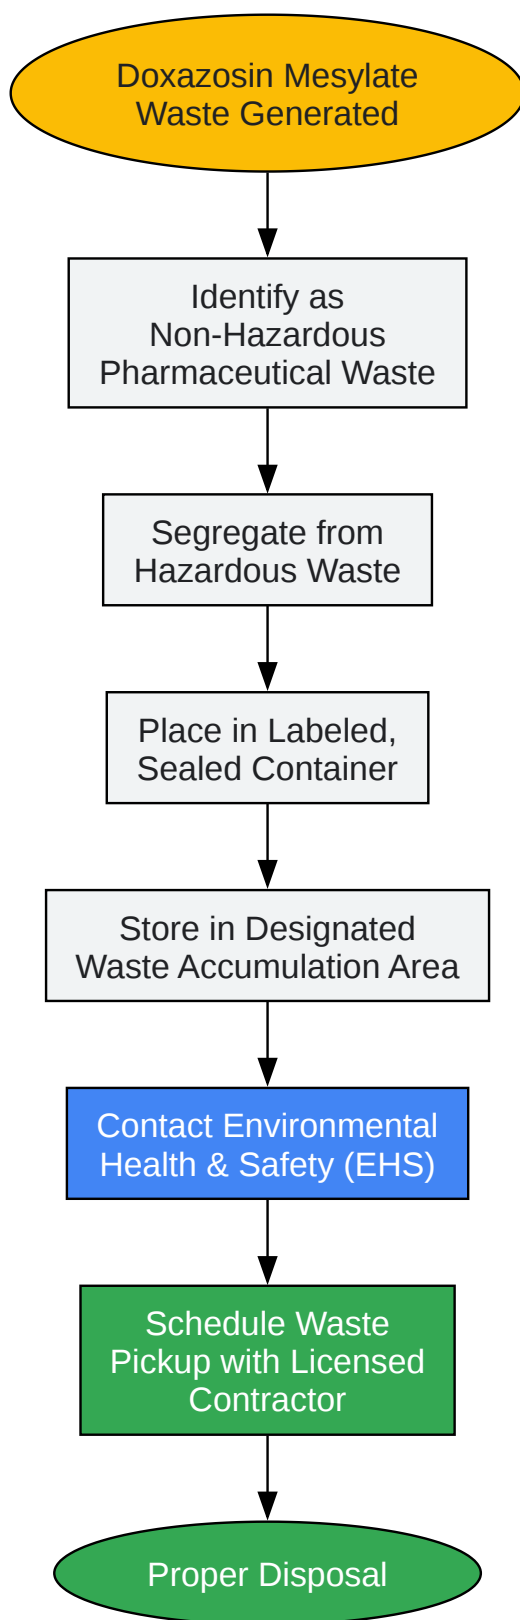 Doxazosin Mesylate
Waste Generated
Identify as
Non-Hazardous
Pharmaceutical Waste
Segregate from
Hazardous Waste
Place in Labeled,
Sealed Container
Store in Designated
Waste Accumulation Area
Contact Environmental
Health & Safety (EHS)
Schedule Waste
Pickup with Licensed
Contractor
Proper Disposal